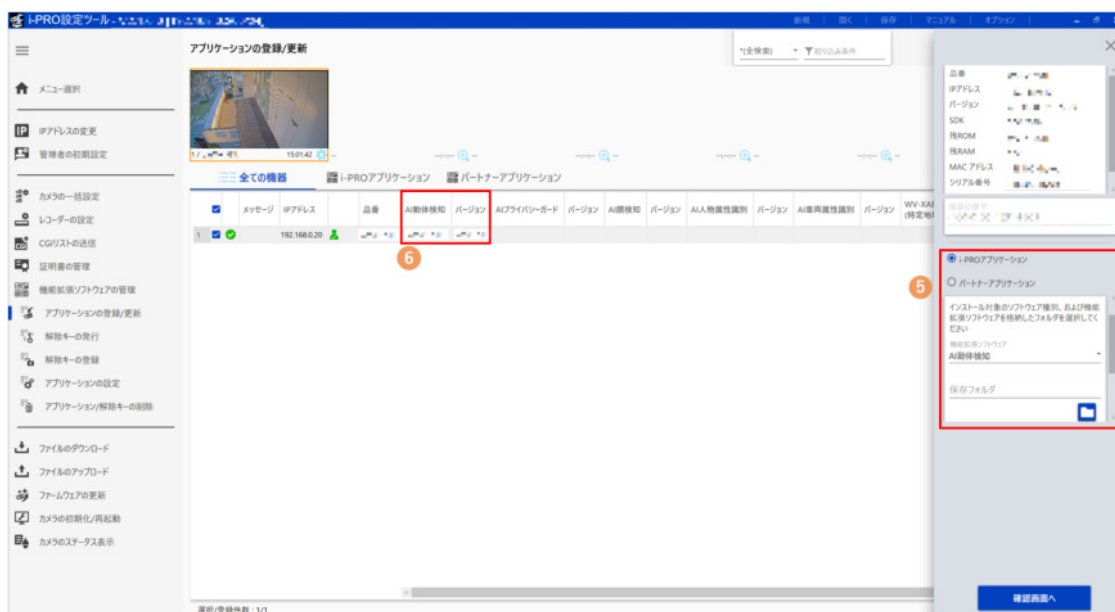 i-PRO設定ツール -
新規 | 開く | 保存 | マニュアル | オプション |
アプリケーションの登録/更新
*(全検索) 絞り込み条件
メニュー選択
IPアドレスの変更
管理者の初期設定
カメラの一括設定
レコーダーの設定
CGIリストの送信
証明書の管理
機能拡張ソフトウェアの管理
アプリケーションの登録/更新
解除キーの発行
解除キーの登録
アプリケーションの設定
アプリケーション/解除キーの削除
ファイルのダウンロード
ファイルのアップロード
ファームウェアの更新
カメラの初期化/再起動
カメラのステータス表示
15:01:42
全ての機器 i-PROアプリケーション パートナーアプリケーション
メッセージ IPアドレス 品番 AI動体検知 バージョン AIプライバシーガード バージョン AI顔検知 バージョン AI人物属性識別 バージョン AI車両属性識別 バージョン
1 192.168.0.20
6
選択/登録件数 : 1/1
品番
IPアドレス
バージョン
SDK
残ROM
残RAM
MAC アドレス
シリアル番号
5
i-PROアプリケーション
パートナーアプリケーション
インストール対象のソフトウェア種別、および機能
拡張ソフトウェアを格納したフォルダを選択してく
ださい
機能拡張ソフトウェア
AI動体検知
保存フォルダ
確認画面へ